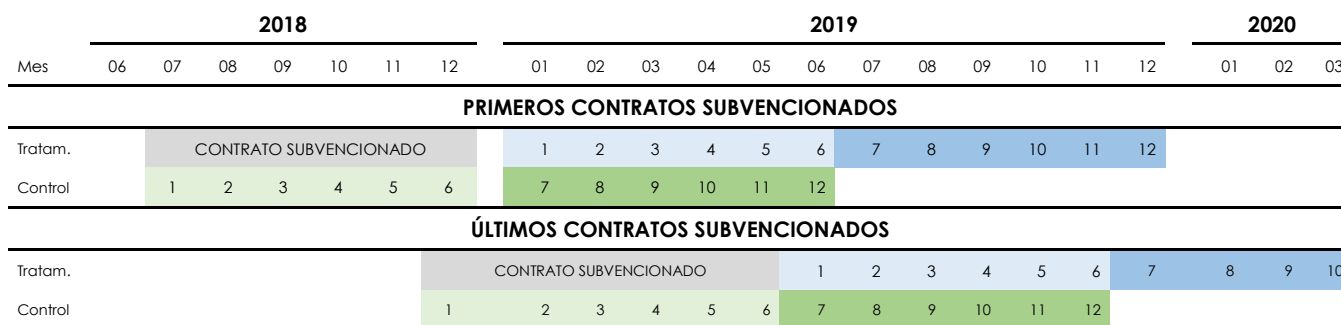 2018 2019 2020
Mes 06 07 08 09 10 11 12 01 02 03 04 05 06 07 08 09 10 11 12 01 02 03
PRIMEROS CONTRATOS SUBVENCIONADOS
Tratam. CONTRATO SUBVENCIONADO 1 2 3 4 5 6 7 8 9 10 11 12
Control 1 2 3 4 5 6 7 8 9 10 11 12
ÚLTIMOS CONTRATOS SUBVENCIONADOS
Tratam. CONTRATO SUBVENCIONADO 1 2 3 4 5 6 7 8 9 10
Control 1 2 3 4 5 6 7 8 9 10 11 12